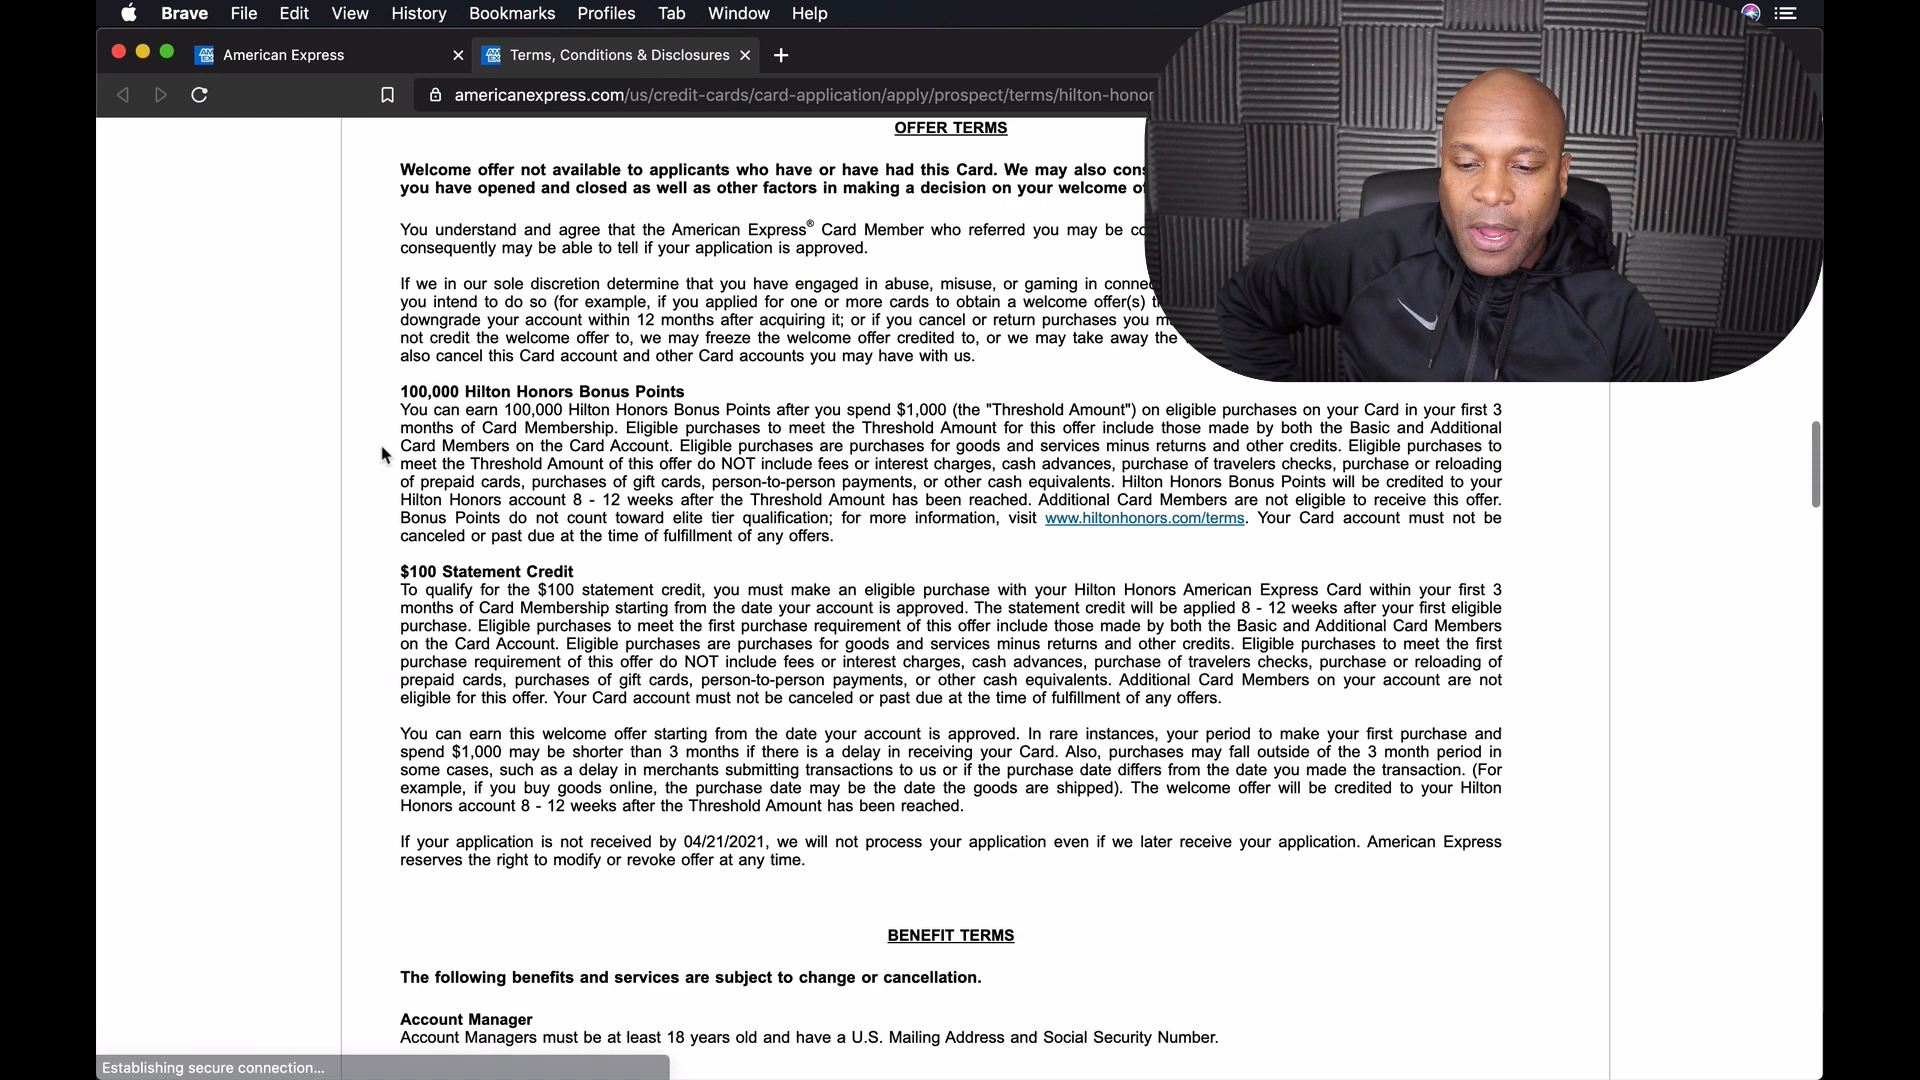 Brave File Edit View History Bookmarks Profiles Tab Window Help
American Express
Terms, Conditions & Disclosures
americanexpress.com/us/credit-cards/card-application/apply/prospect/terms/hilton-honor
OFFER TERMS
Welcome offer not available to applicants who have or have had this Card. We may also
you have opened and closed as well as other factors in making a decision on your welcome
You understand and agree that the American Express® Card Member who referred you may be
consequently may be able to tell if your application is approved.
If we in our sole discretion determine that you have engaged in abuse, misuse, or gaming in
you intend to do so (for example, if you applied for one or more cards to obtain a welcome offer(s)
downgrade your account within 12 months after acquiring it; or if you cancel or return purchases you
not credit the welcome offer to, we may freeze the welcome offer credited to, or we may take away the
also cancel this Card account and other Card accounts you may have with us.
100,000 Hilton Honors Bonus Points
You can earn 100,000 Hilton Honors Bonus Points after you spend $1,000 (the "Threshold Amount") on eligible purchases on your Card in your first 3
months of Card Membership. Eligible purchases to meet the Threshold Amount for this offer include those made by both the Basic and Additional
Card Members on the Card Account. Eligible purchases are purchases for goods and services minus returns and other credits. Eligible purchases to
meet the Threshold Amount of this offer do NOT include fees or interest charges, cash advances, purchase of travelers checks, purchase or reloading
of prepaid cards, purchases of gift cards, person-to-person payments, or other cash equivalents. Hilton Honors Bonus Points will be credited to your
Hilton Honors account 8 - 12 weeks after the Threshold Amount has been reached. Additional Card Members are not eligible to receive this offer.
Bonus Points do not count toward elite tier qualification; for more information, visit www.hiltonhonors.com/terms. Your Card account must not be
canceled or past due at the time of fulfillment of any offers.
$100 Statement Credit
To qualify for the $100 statement credit, you must make an eligible purchase with your Hilton Honors American Express Card within your first 3
months of Card Membership starting from the date your account is approved. The statement credit will be applied 8 - 12 weeks after your first eligible
purchase. Eligible purchases to meet the first purchase requirement of this offer include those made by both the Basic and Additional Card Members
on the Card Account. Eligible purchases are purchases for goods and services minus returns and other credits. Eligible purchases to meet the first
purchase requirement of this offer do NOT include fees or interest charges, cash advances, purchase of travelers checks, purchase or reloading of
prepaid cards, purchases of gift cards, person-to-person payments, or other cash equivalents. Additional Card Members on your account are not
eligible for this offer. Your Card account must not be canceled or past due at the time of fulfillment of any offers.
You can earn this welcome offer starting from the date your account is approved. In rare instances, your period to make your first purchase and
spend $1,000 may be shorter than 3 months if there is a delay in receiving your Card. Also, purchases may fall outside of the 3 month period in
some cases, such as a delay in merchants submitting transactions to us or if the purchase date differs from the date you made the transaction. (For
example, if you buy goods online, the purchase date may be the date the goods are shipped). The welcome offer will be credited to your Hilton
Honors account 8 - 12 weeks after the Threshold Amount has been reached.
If your application is not received by 04/21/2021, we will not process your application even if we later receive your application. American Express
reserves the right to modify or revoke offer at any time.
BENEFIT TERMS
The following benefits and services are subject to change or cancellation.
Account Manager
Account Managers must be at least 18 years old and have a U.S. Mailing Address and Social Security Number.
Establishing secure connection...